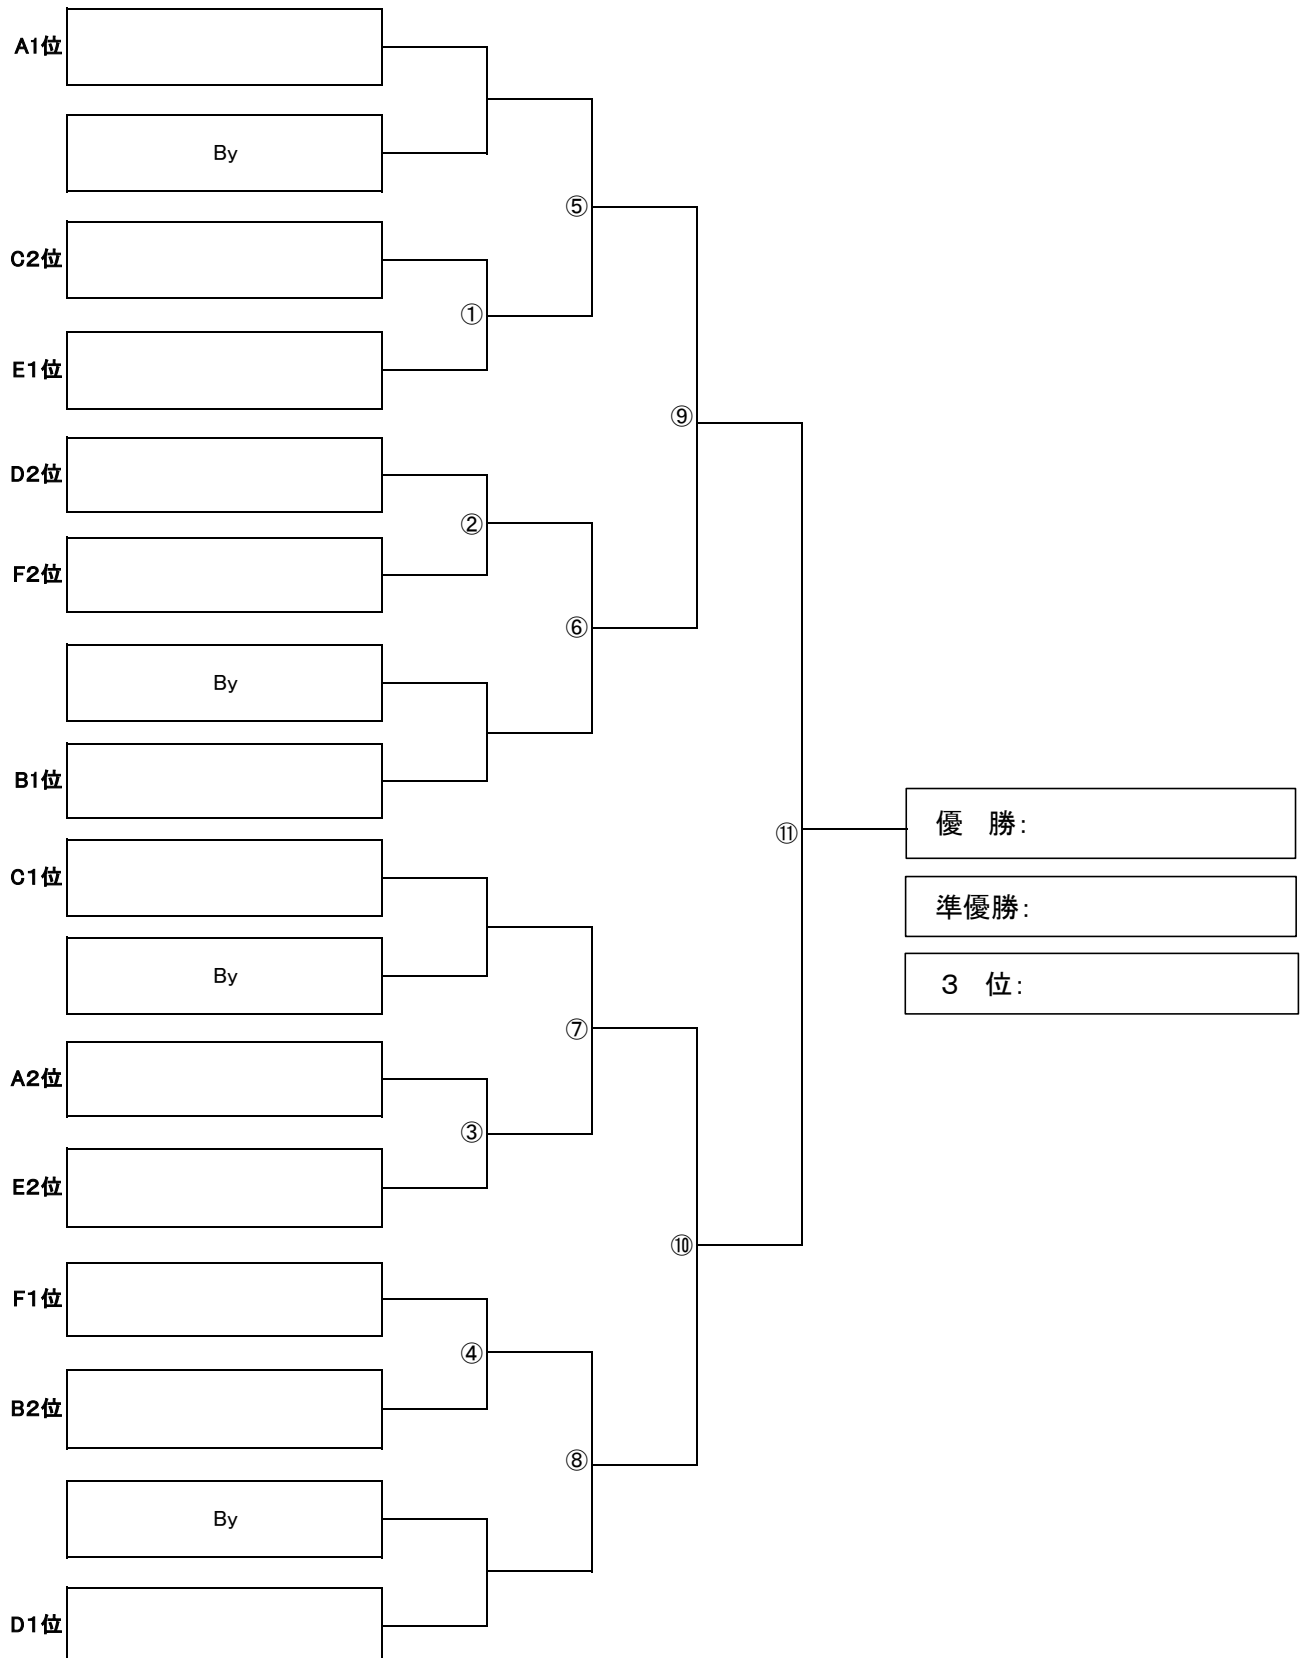 A1位
By
⑤
C2位
①
E1位
⑨
D2位
②
F2位
⑥
By
B1位
優　勝：
⑪
C1位
準優勝：
By
３　位：
⑦
A2位
③
E2位
⑩
F1位
④
B2位
⑧
By
D1位